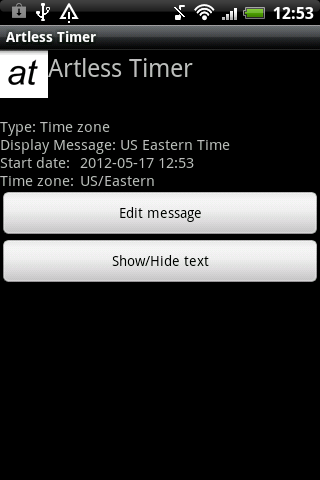 12:53
Artless Timer
at Artless Timer
Type: Time zone
Display Message: US Eastern Time
Start date: 2012-05-17 12:53
Time zone: US/Eastern
Edit message
Show/Hide text